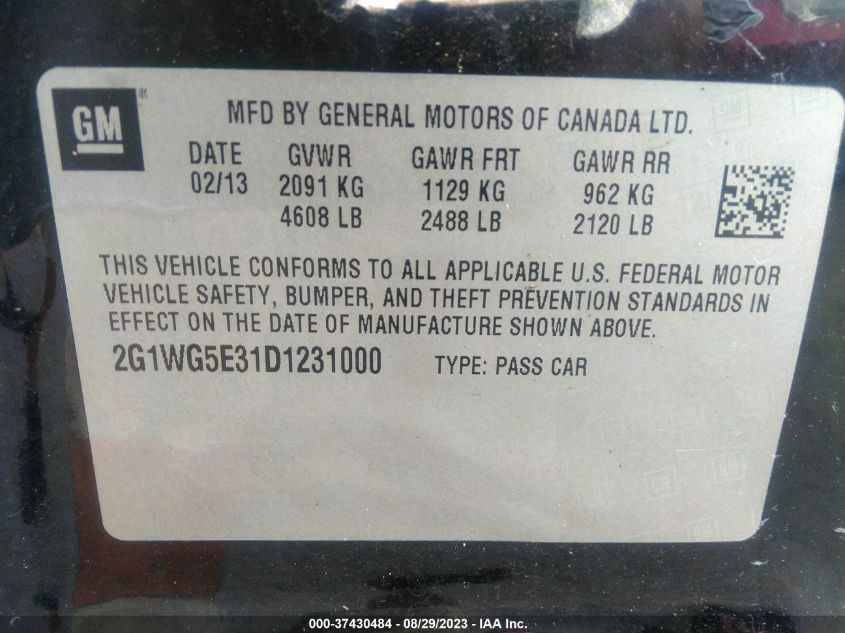 GM ®
MFD BY GENERAL MOTORS OF CANADA LTD.
DATE GVWR GAWR FRT GAWR RR
02/13 2091 KG 1129 KG 962 KG
4608 LB 2488 LB 2120 LB
THIS VEHICLE CONFORMS TO ALL APPLICABLE U.S. FEDERAL MOTOR
VEHICLE SAFETY, BUMPER, AND THEFT PREVENTION STANDARDS IN
EFFECT ON THE DATE OF MANUFACTURE SHOWN ABOVE.
2G1WG5E31D1231000 TYPE: PASS CAR
000-37430484 - 08/29/2023 - IAA Inc.